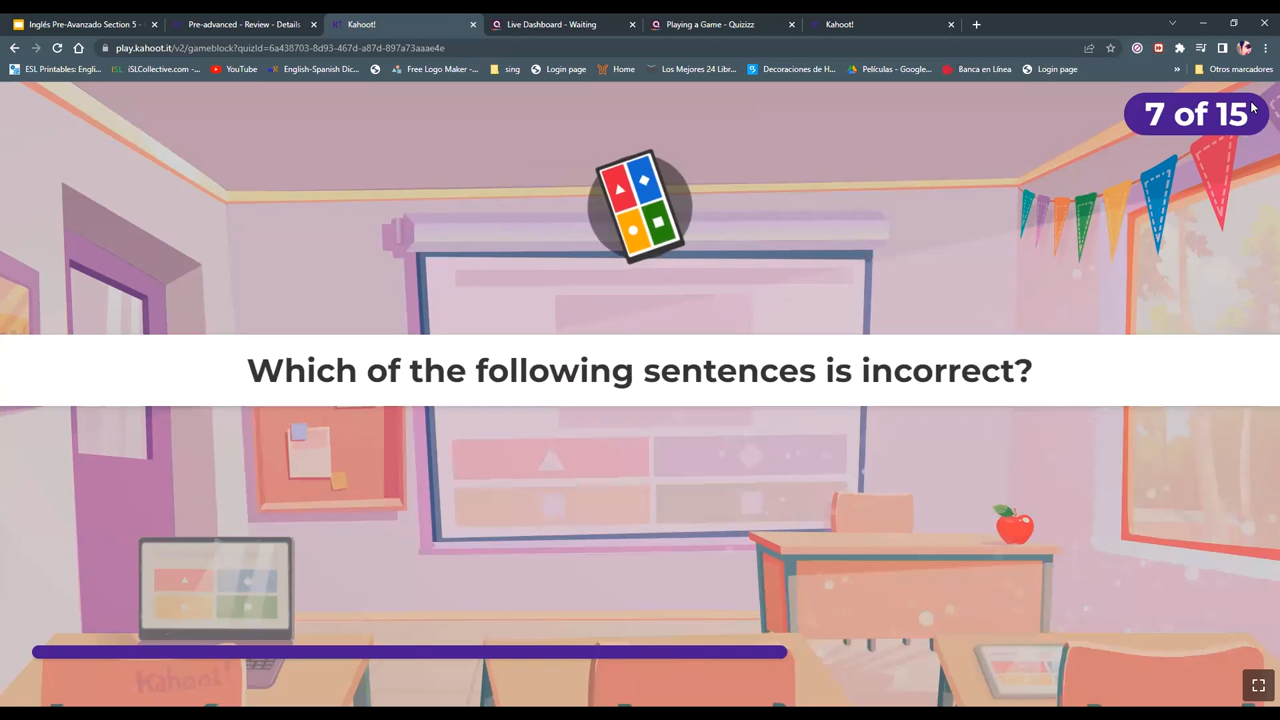 Inglés Pre-Avanzado Section 5 -
Pre-advanced - Review - Details
Kahoot!
Live Dashboard - Waiting
Playing a Game - Quizizz
Kahoot!
play.kahoot.it/v2/gameblock?quizId=6a438703-8d93-467d-a87d-897a73aaae4e
ESL Printables: Engli...
iSLCollective.com -...
YouTube
English-Spanish Dic...
Free Logo Maker -...
sing
Login page
Home
Los Mejores 24 Libr...
Decoraciones de H...
Películas - Google...
Banca en Línea
Login page
»
Otros marcadores
7 of 15
Which of the following sentences is incorrect?
Kahoot!